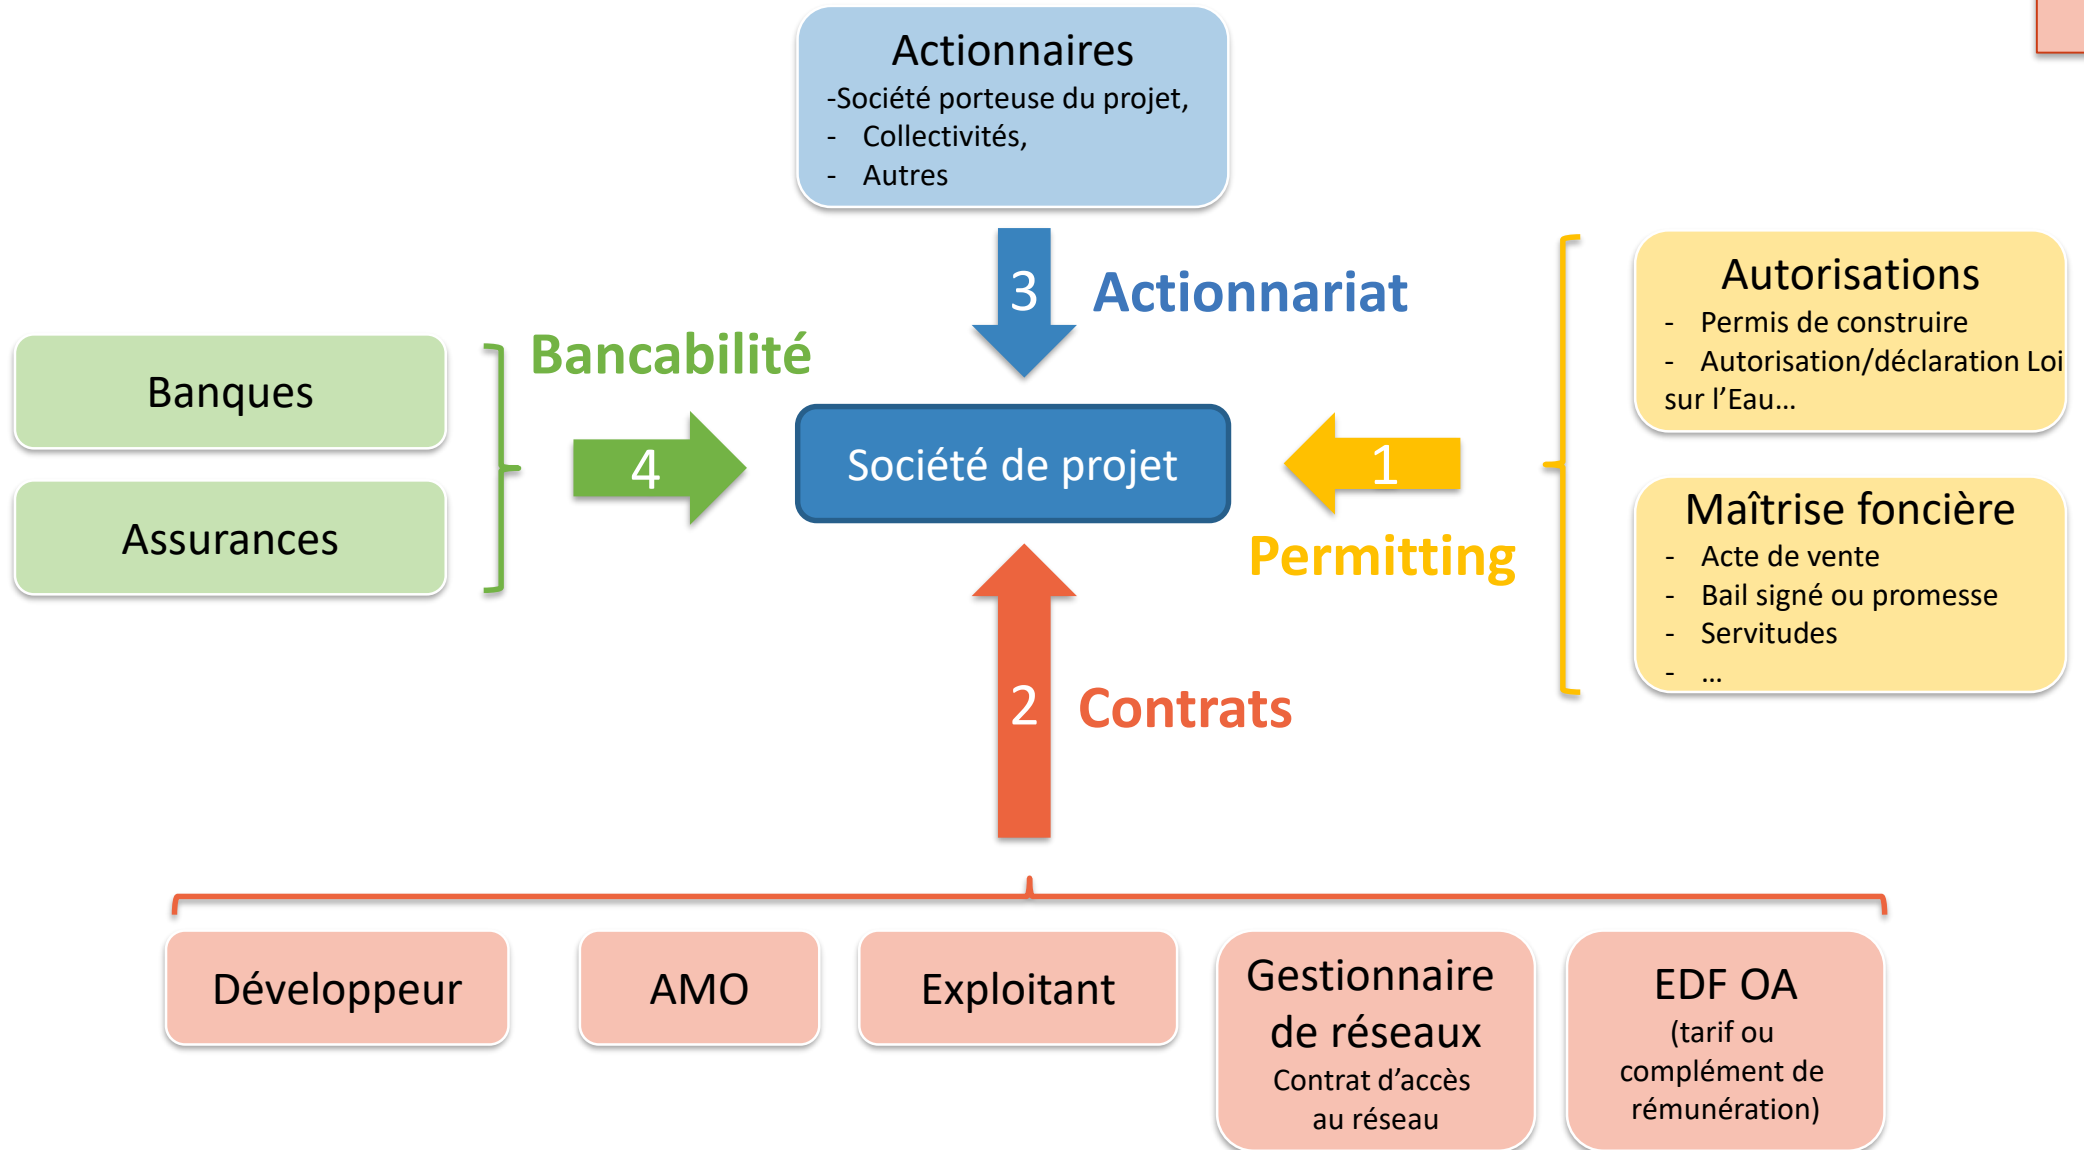 Actionnaires
-Société porteuse du projet,
- Collectivités,
- Autres
3
Actionnariat
Autorisations
- Permis de construire
- Autorisation/déclaration Loi
sur l’Eau…
Bancabilité
Banques
Assurances
4
Société de projet
1
Permitting
Maîtrise foncière
- Acte de vente
- Bail signé ou promesse
- Servitudes
- …
2
Contrats
Développeur
AMO
Exploitant
Gestionnaire
de réseaux
Contrat d’accès
au réseau
EDF OA
(tarif ou
complément de
rémunération)